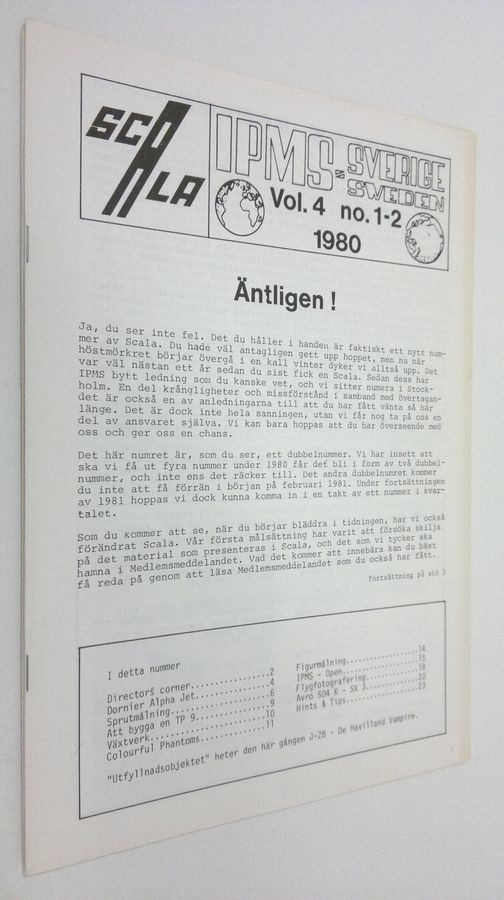 SCALA
IPMS-SVERIGE
SWEDEN
Vol. 4 no. 1-2
1980
Äntligen !
Ja, du ser inte fel. Det du håller i handen är faktiskt ett nytt num-
mer av Scala. Du hade väl antagligen gett upp hoppet, men nu när
höstmörkret börjar övergå i en kall vinter dyker vi alltså upp. Det
var väl nästan ett år sedan du sist fick en Scala. Sedan dess har
IPMS bytt ledning som du kanske vet, och vi sitter numera i Stock-
holm. En del krångligheter och missförstånd i samband med övertagan-
det är också en av anledningarna till att du har fått vänta så här
länge. Det är dock inte hela sanningen, utan vi får nog ta på oss en
del av ansvaret själva. Vi kan bara hoppas att du har överseende med
oss och ger oss en chans.
Det här numret är, som du ser, ett dubbelnummer. Vi har insett att
ska vi få ut fyra nummer under 1980 får def bli i form av två dubbel-
nummer, och inte ens det räcker till. Det andra dubbelnumret kommer
du inte att få förrän i början på februari 1981. Under fortsättningen
av 1981 hoppas vi dock kunna komma in i en takt av ett nummer i kvar-
talet.
Som du kommer att se, när du börjar bläddra i tidningen, har vi också
förändrat Scala. Vår första målsättning har varit att försöka skilja
på det material som presenteras i Scala, och det som vi tycker ska
hamna i Medlemsmeddelandet. Vad det kommer att innebära kan du bäst
få reda på genom att läsa Medlemsmeddelandet som du också har fått.
Fortsättning på sid 3
I detta nummer
Directorś corner................2
Dornier Alpha Jet...............4
Sprutmålning....................6
Att bygga en TP 9...............9
Växtverk.......................10
Colourful Phantoms.............11
Figurmålning...............14
IPMS - Open................15
Flygfotografering..........18
Avro 504 K - SK 3..........20
Hints & Tips...............23
"Utfyllnadsobjektet" heter den här gången J-28 - De Havilland Vampire.